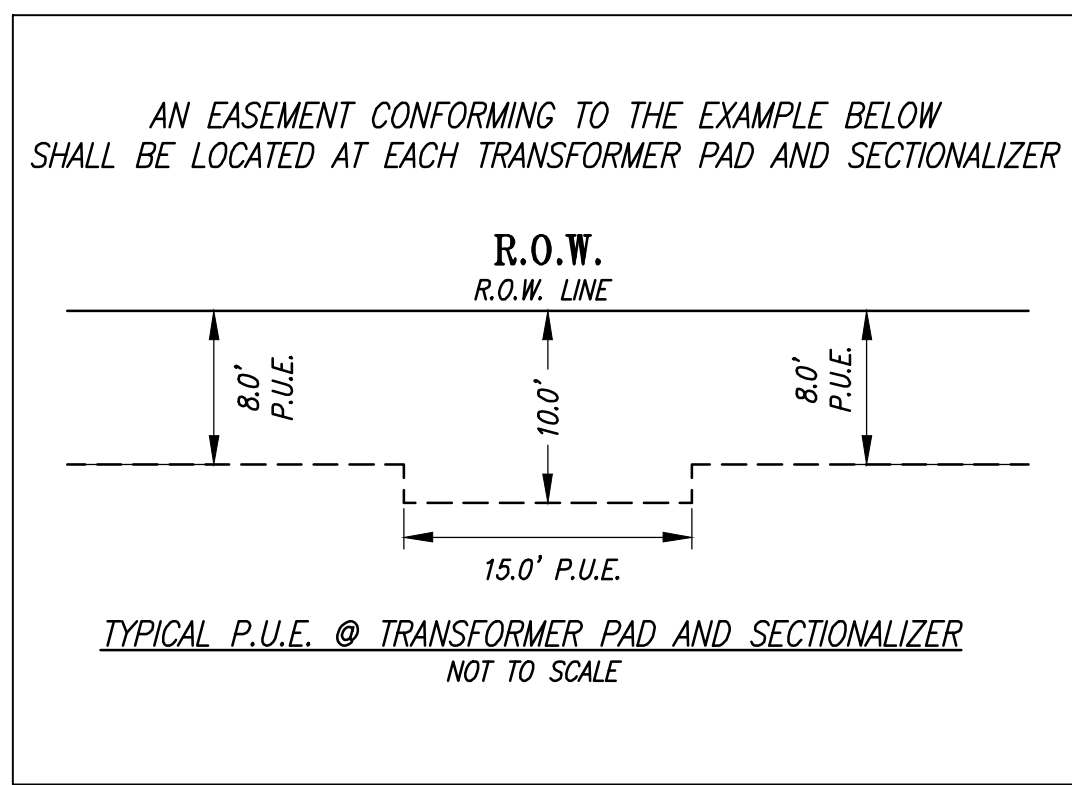 AN EASEMENT CONFORMING TO THE EXAMPLE BELOW
SHALL BE LOCATED AT EACH TRANSFORMER PAD AND SECTIONALIZER
R.O.W.
R.O.W. LINE
8.0'
P.U.E.
10.0'
8.0'
P.U.E.
15.0' P.U.E.
TYPICAL P.U.E. @ TRANSFORMER PAD AND SECTIONALIZER
NOT TO SCALE